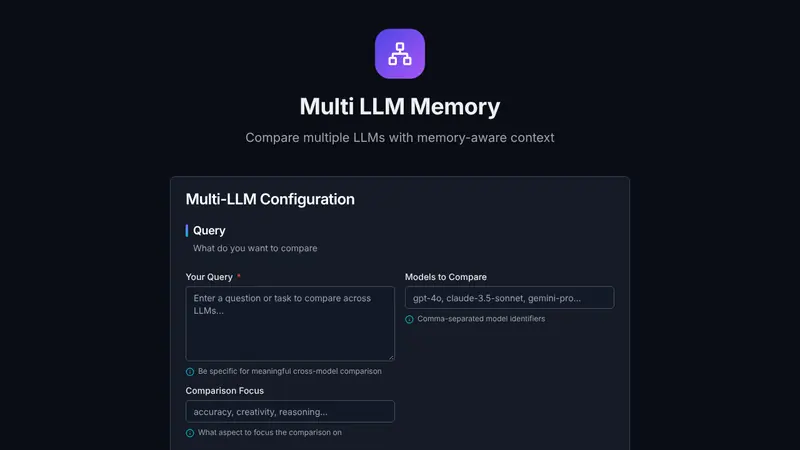 Multi LLM Memory
Compare multiple LLMs with memory-aware context
Multi-LLM Configuration
Query
What do you want to compare
Your Query *
Enter a question or task to compare across
LLMs...
Be specific for meaningful cross-model comparison
Models to Compare
gpt-4o, claude-3.5-sonnet, gemini-pro...
Comma-separated model identifiers
Comparison Focus
accuracy, creativity, reasoning...
What aspect to focus the comparison on